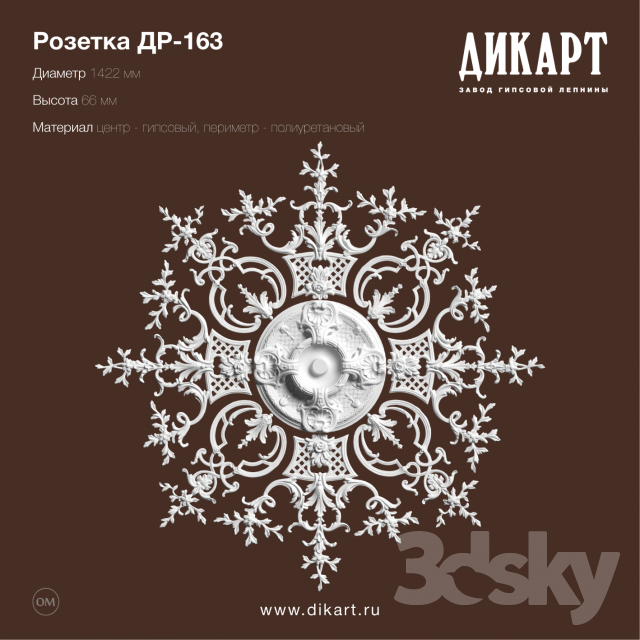 Розетка ДР-163
ДИКАРТ
ЗАВОД ГИПСОВОЙ ЛЕПНИНЫ
Диаметр 1422 мм
Высота 66 мм
Материал центр - гипсовый, периметр - полиуретановый
3dsky
ОМ
www.dikart.ru